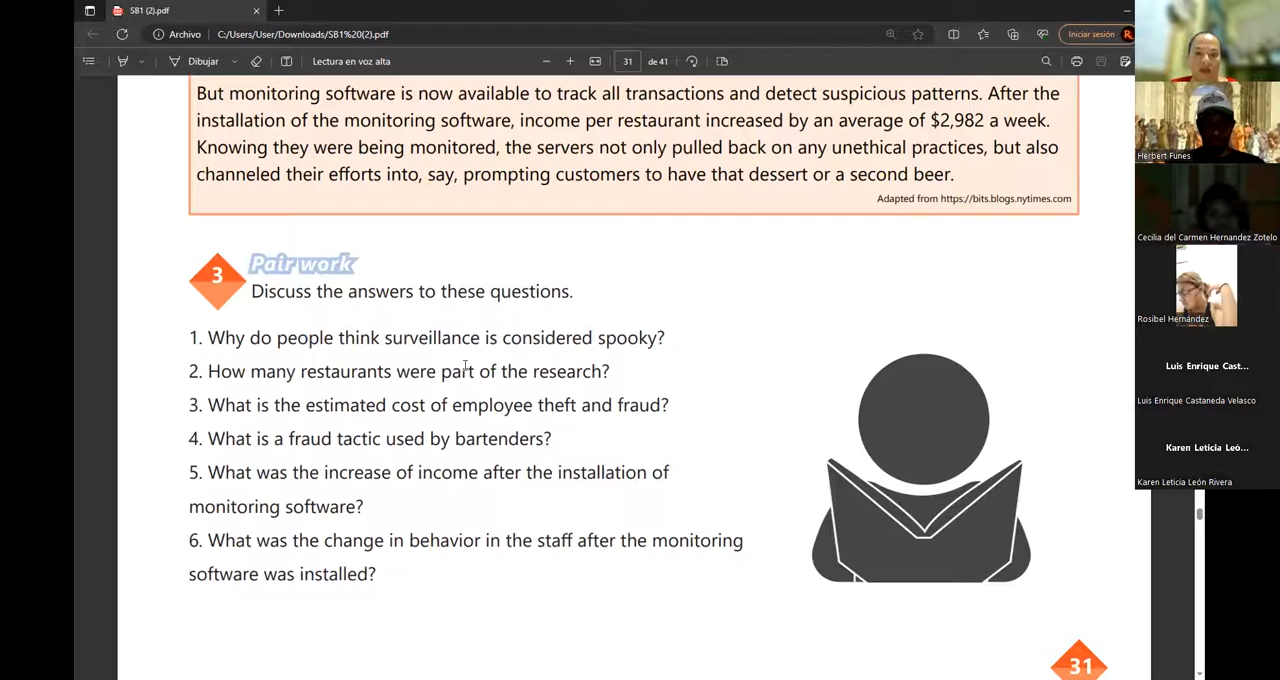 SB1 (2).pdf
Archivo
C:/Users/User/Downloads/SB1%20(2).pdf
Iniciar sesión
R
Dibujar
Lectura en voz alta
31
de 41
But monitoring software is now available to track all transactions and detect suspicious patterns. After the
installation of the monitoring software, income per restaurant increased by an average of $2,982 a week.
Knowing they were being monitored, the servers not only pulled back on any unethical practices, but also
channeled their efforts into, say, prompting customers to have that dessert or a second beer.
Adapted from https://bits.blogs.nytimes.com
3
Pair work
Discuss the answers to these questions.
1. Why do people think surveillance is considered spooky?
2. How many restaurants were part of the research?
3. What is the estimated cost of employee theft and fraud?
4. What is a fraud tactic used by bartenders?
5. What was the increase of income after the installation of
monitoring software?
6. What was the change in behavior in the staff after the monitoring
software was installed?
31
Herbert Funes
Cecilia del Carmen Hernandez Zotelo
Rosibel Hernández
Luis Enrique Cast...
Luis Enrique Castaneda Velasco
Karen Leticia Leó...
Karen Leticia León Rivera